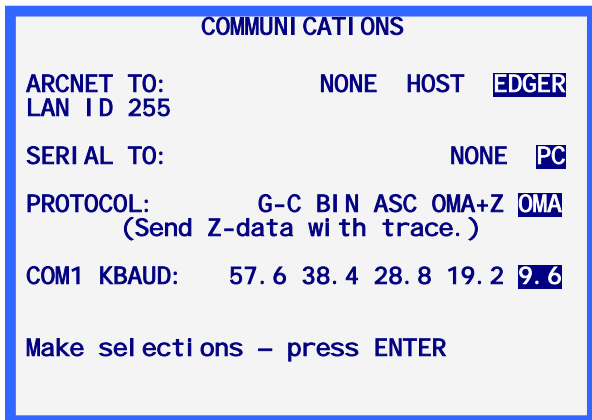 COMMUNICATIONS
ARCNET TO: NONE HOST EDGER
LAN ID 255
SERIAL TO: NONE PC
PROTOCOL: G-C BIN ASC OMA+Z OMA
(Send Z-data with trace.)
COM1 KBAUD: 57.6 38.4 28.8 19.2 9.6
Make selections – press ENTER